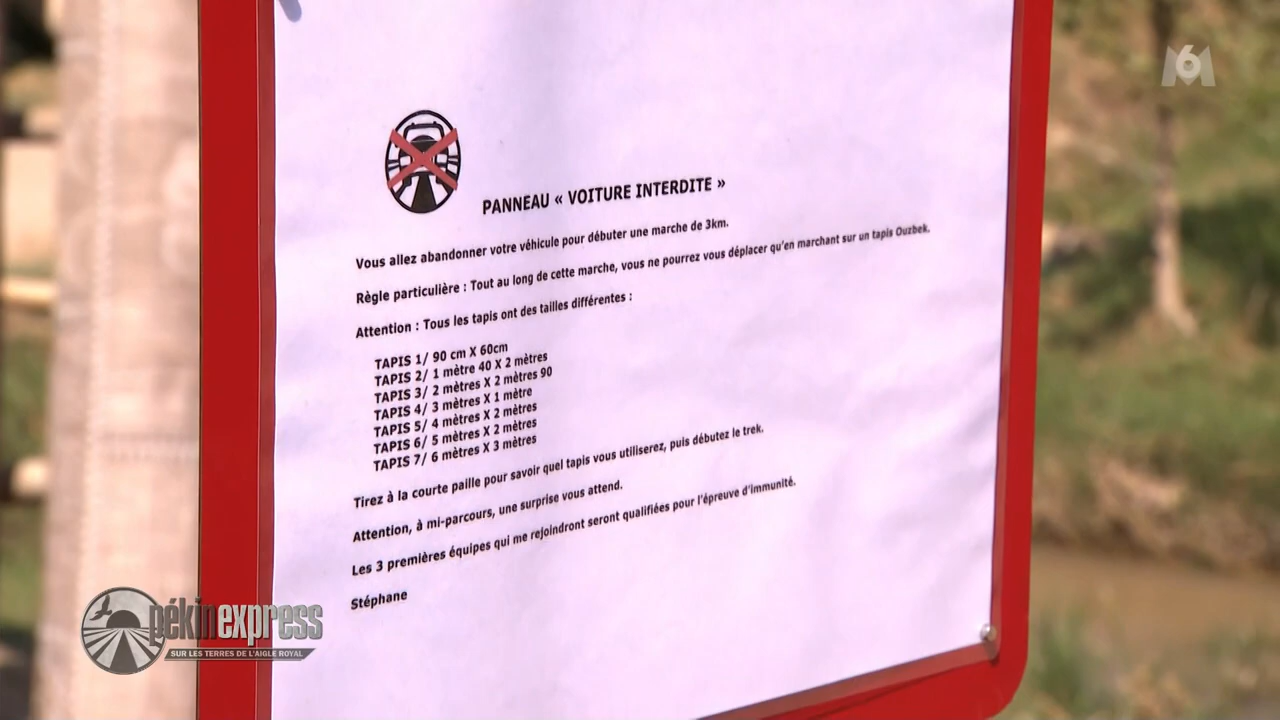 M6
PANNEAU « VOITURE INTERDITE »
Vous allez abandonner votre véhicule pour débuter une marche de 3km.
Règle particulière : Tout au long de cette marche, vous ne pourrez vous déplacer qu'en marchant sur un tapis Ouzbek.
Attention : Tous les tapis ont des tailles différentes :
TAPIS 1/ 90 cm X 60cm
TAPIS 2/ 1 mètre 40 X 2 mètres
TAPIS 3/ 2 mètres X 2 mètres 90
TAPIS 4/ 3 mètres X 1 mètre
TAPIS 5/ 4 mètres X 2 mètres
TAPIS 6/ 5 mètres X 2 mètres
TAPIS 7/ 6 mètres X 3 mètres
Tirez à la courte paille pour savoir quel tapis vous utiliserez, puis débutez le trek.
Attention, à mi-parcours, une surprise vous attend.
Les 3 premières équipes qui me rejoindront seront qualifiées pour l'épreuve d'immunité.
Stéphane
pékinexpress
SUR LES TERRES DE L'AIGLE ROYAL